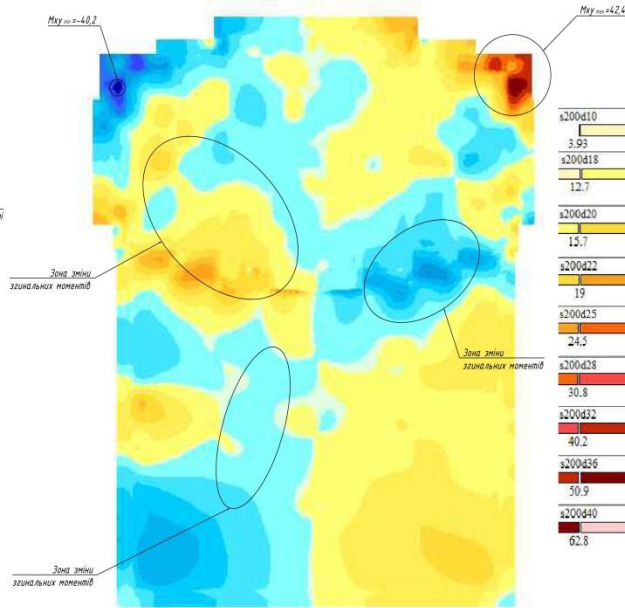 Mxy min =-40,2
Mxy max =42,4
s200d10
3.93
s200d18
12.7
s200d20
15.7
s200d22
19
s200d25
24.5
s200d28
30.8
s200d32
40.2
s200d36
50.9
s200d40
62.8
Зона зміни
згинальних моментів
Зона зміни
згинальних моментів
Зона зміни
згинальних моментів